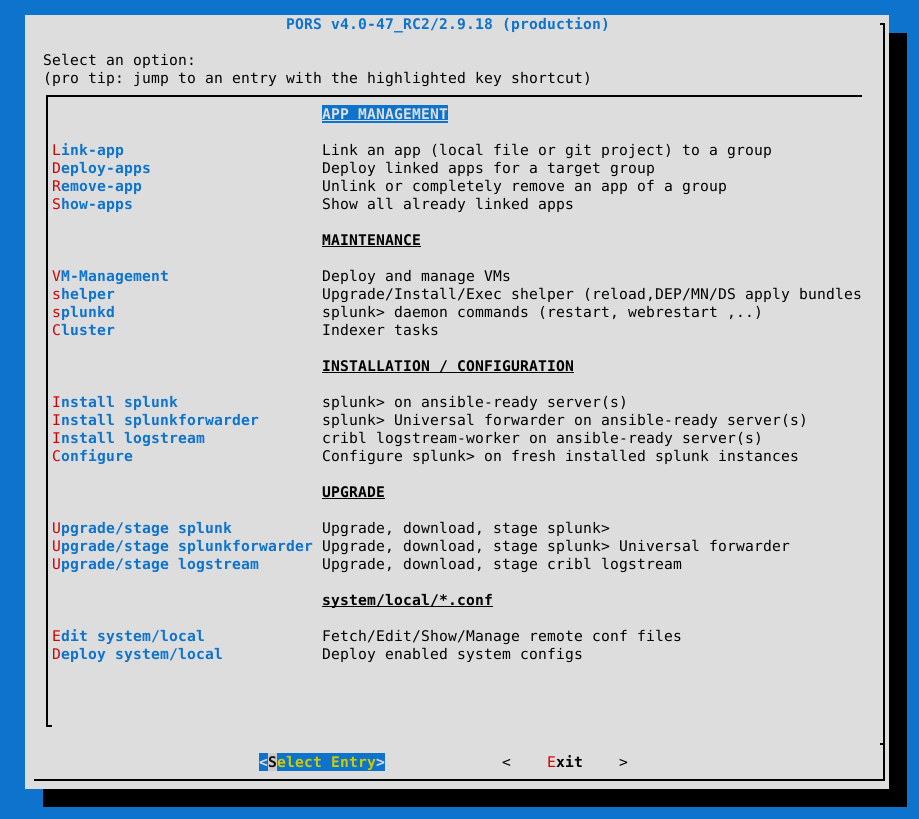 PORS v4.0-47_RC2/2.9.18 (production)
Select an option:
(pro tip: jump to an entry with the highlighted key shortcut)
APP MANAGEMENT
Link-app Link an app (local file or git project) to a group
Deploy-apps Deploy linked apps for a target group
Remove-app Unlink or completely remove an app of a group
Show-apps Show all already linked apps
MAINTENANCE
VM-Management Deploy and manage VMs
shelper Upgrade/Install/Exec shelper (reload,DEP/MN/DS apply bundles
splunkd splunk> daemon commands (restart, webrestart ,..)
Cluster Indexer tasks
INSTALLATION / CONFIGURATION
Install splunk splunk> on ansible-ready server(s)
Install splunkforwarder splunk> Universal forwarder on ansible-ready server(s)
Install logstream cribl logstream-worker on ansible-ready server(s)
Configure Configure splunk> on fresh installed splunk instances
UPGRADE
Upgrade/stage splunk Upgrade, download, stage splunk>
Upgrade/stage splunkforwarder Upgrade, download, stage splunk> Universal forwarder
Upgrade/stage logstream Upgrade, download, stage cribl logstream
system/local/*.conf
Edit system/local Fetch/Edit/Show/Manage remote conf files
Deploy system/local Deploy enabled system configs
<Select Entry> < Exit >